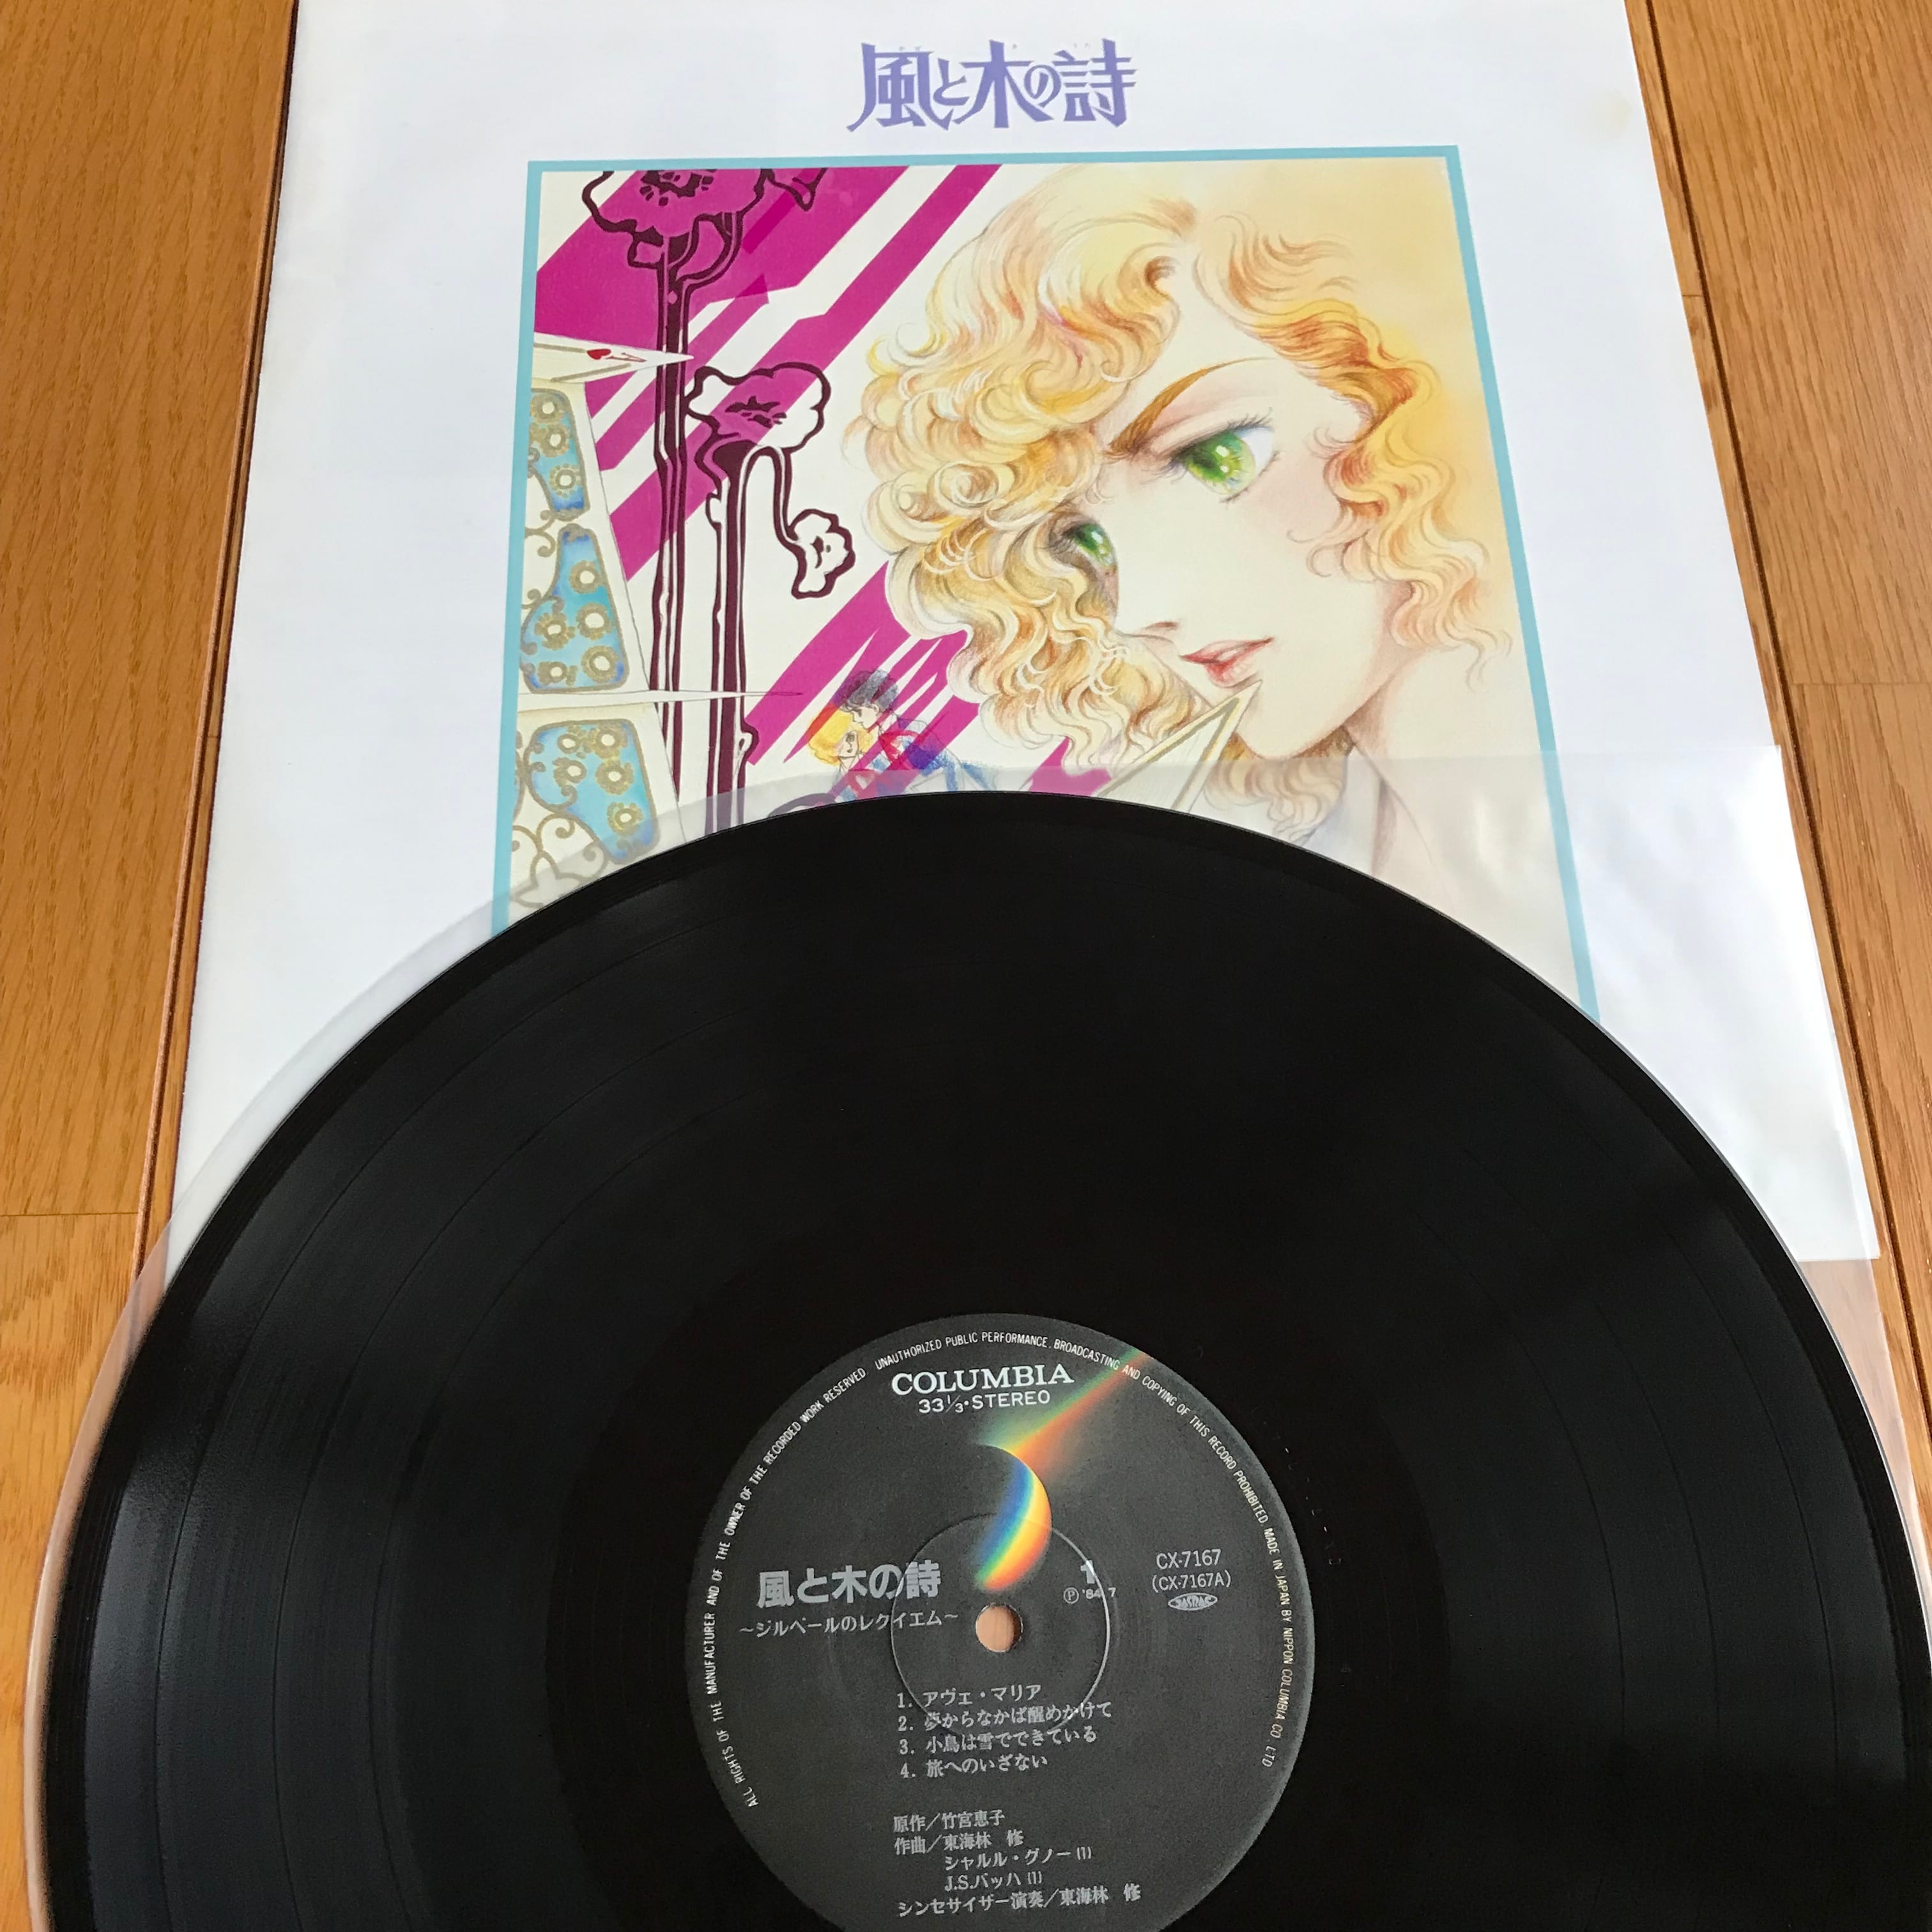 風と木の詩
ALL RIGHTS OF THE MANUFACTURER AND OF THE OWNER OF THE RECORDED WORK RESERVED UNAUTHORIZED PUBLIC PERFORMANCE. BROADCASTING AND COPYING OF THIS RECORD PROHIBITED. MADE IN JAPAN BY NIPPON COLUMBIA CO. LTD
COLUMBIA
33⅓・STEREO
風と木の詩
〜ジルベールのレクイエム〜
1
Ⓟ '84.7
CX-7167
(CX-7167A)
JASRAC
1. アヴェ・マリア
2. 夢からなかば醒めかけて
3. 小鳥は雪でできている
4. 旅へのいざない
原作／竹宮恵子
作曲／東海林 修
シャルル・グノー(1)
J.S.バッハ(1)
シンセサイザー演奏／東海林 修